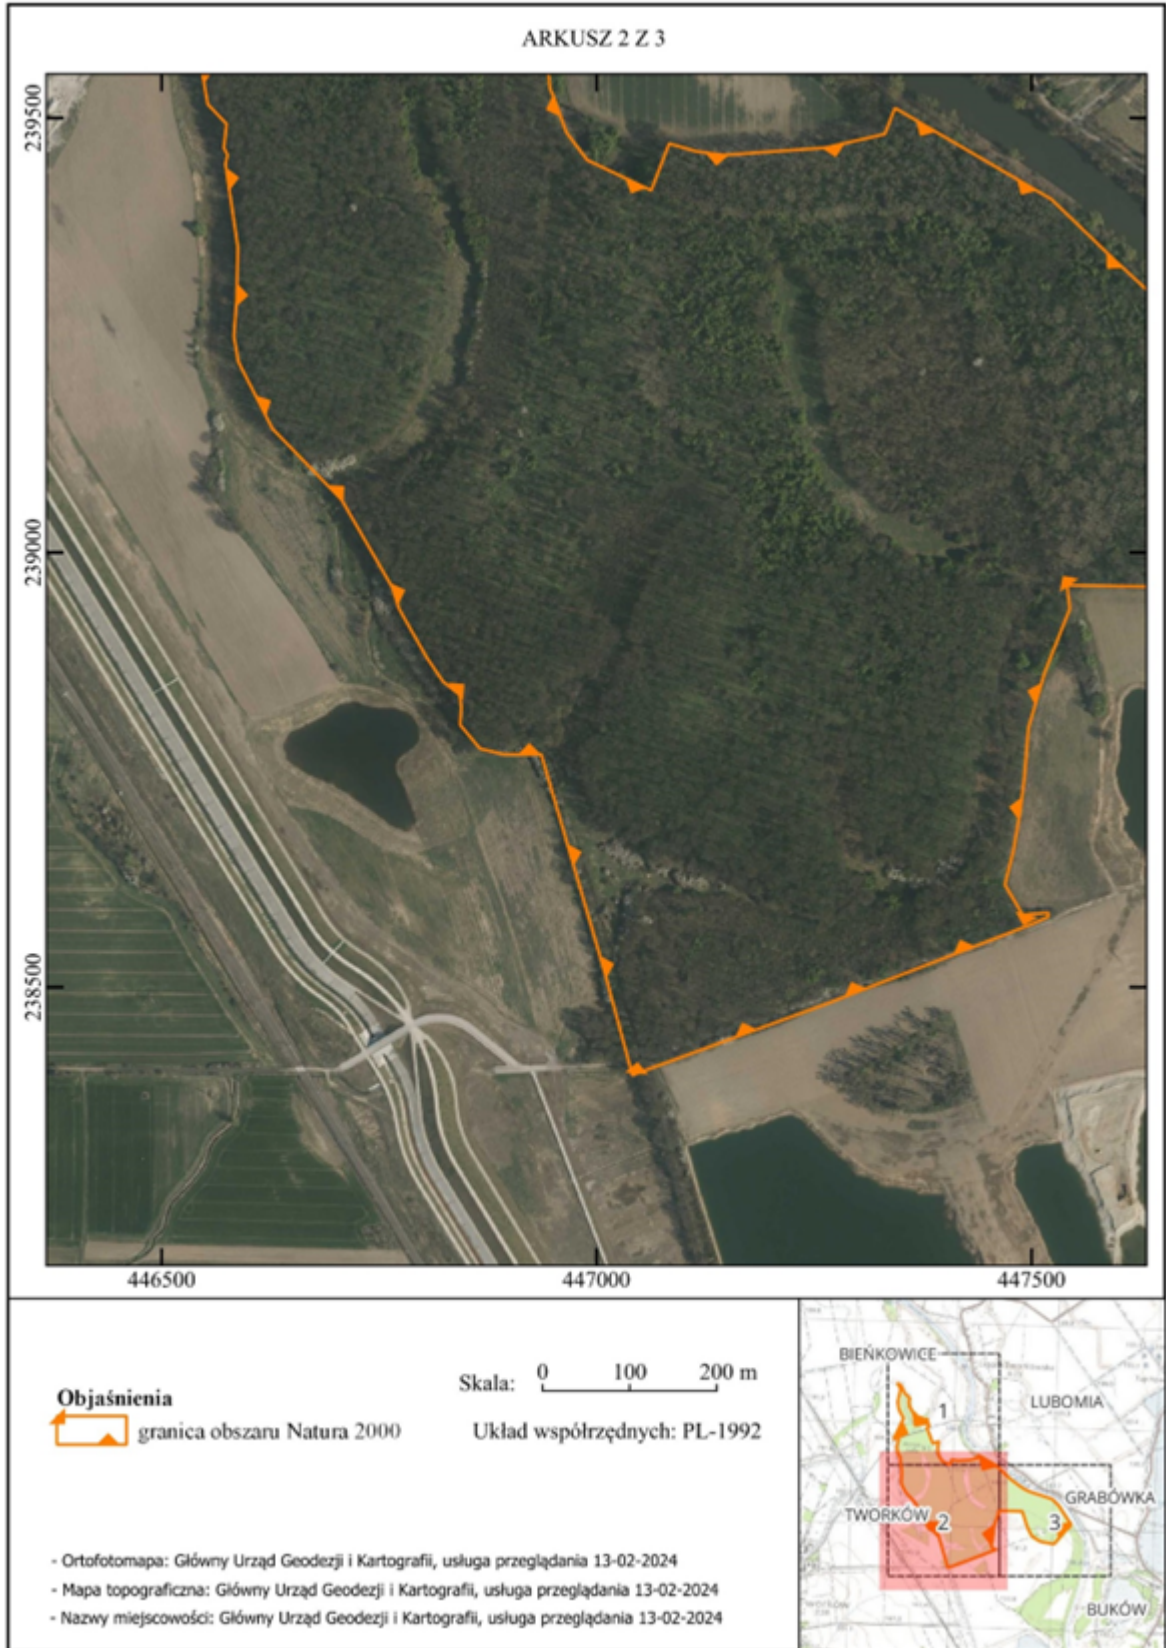 ARKUSZ 2 Z 3
239500
239000
238500
446500
447000
447500
Objaśnienia
granica obszaru Natura 2000
Skala:
0 100 200 m
Układ współrzędnych: PL-1992
- Ortofotomapa: Główny Urząd Geodezji i Kartografii, usługa przeglądania 13-02-2024
- Mapa topograficzna: Główny Urząd Geodezji i Kartografii, usługa przeglądania 13-02-2024
- Nazwy miejscowości: Główny Urząd Geodezji i Kartografii, usługa przeglądania 13-02-2024
BIEŃKOWICE
LUBOMIA
1
GRABÓWKA
TWORKÓW
2
3
BUKÓW